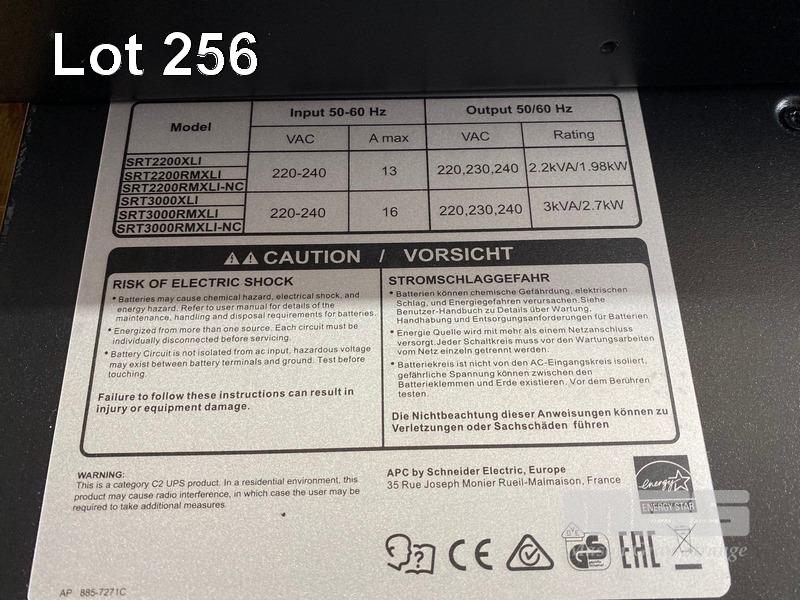 Lot 256
Model
Input 50-60 Hz
Output 50/60 Hz
VAC
A max
VAC
Rating
SRT2200XLI
SRT2200RMXLI
SRT2200RMXLI-NC
220-240
13
220,230,240
2.2kVA/1.98kW
SRT3000XLI
SRT3000RMXLI
SRT3000RMXLI-NC
220-240
16
220,230,240
3kVA/2.7kW
CAUTION / VORSICHT
RISK OF ELECTRIC SHOCK
• Batteries may cause chemical hazard, electrical shock, and
energy hazard. Refer to user manual for details of the
maintenance, handling and disposal requirements for batteries.
• Energized from more than one source. Each circuit must be
individually disconnected before servicing.
• Battery Circuit is not isolated from ac input, hazardous voltage
may exist between battery terminals and ground. Test before
touching.
Failure to follow these instructions can result in
injury or equipment damage.
STROMSCHLAGGEFAHR
• Batterien können chemische Gefährdung, elektrischen
Schlag, und Energiegefahren verursachen. Siehe
Benutzer-Handbuch zu Details über Wartung,
Handhabung und Entsorgungsanforderungen für Batterien.
• Energie Quelle wird mit mehr als einem Netzanschluss
versorgt. Jeder Schaltkreis muss vor den Wartungsarbeiten
vom Netz einzeln getrennt werden.
• Batteriekreis ist nicht von den AC-Eingangskreis isoliert,
gefährliche Spannung können zwischen den
Batterieklemmen und Erde existieren. Vor dem Berühren
testen.
Die Nichtbeachtung dieser Anweisungen können zu
Verletzungen oder Sachschäden führen
WARNING:
This is a category C2 UPS product. In a residential environment, this
product may cause radio interference, in which case the user may be
required to take additional measures.
APC by Schneider Electric, Europe
35 Rue Joseph Monier Rueil-Malmaison, France
energy
ENERGY STAR
CE
GS
EAC
AP 885-7271C